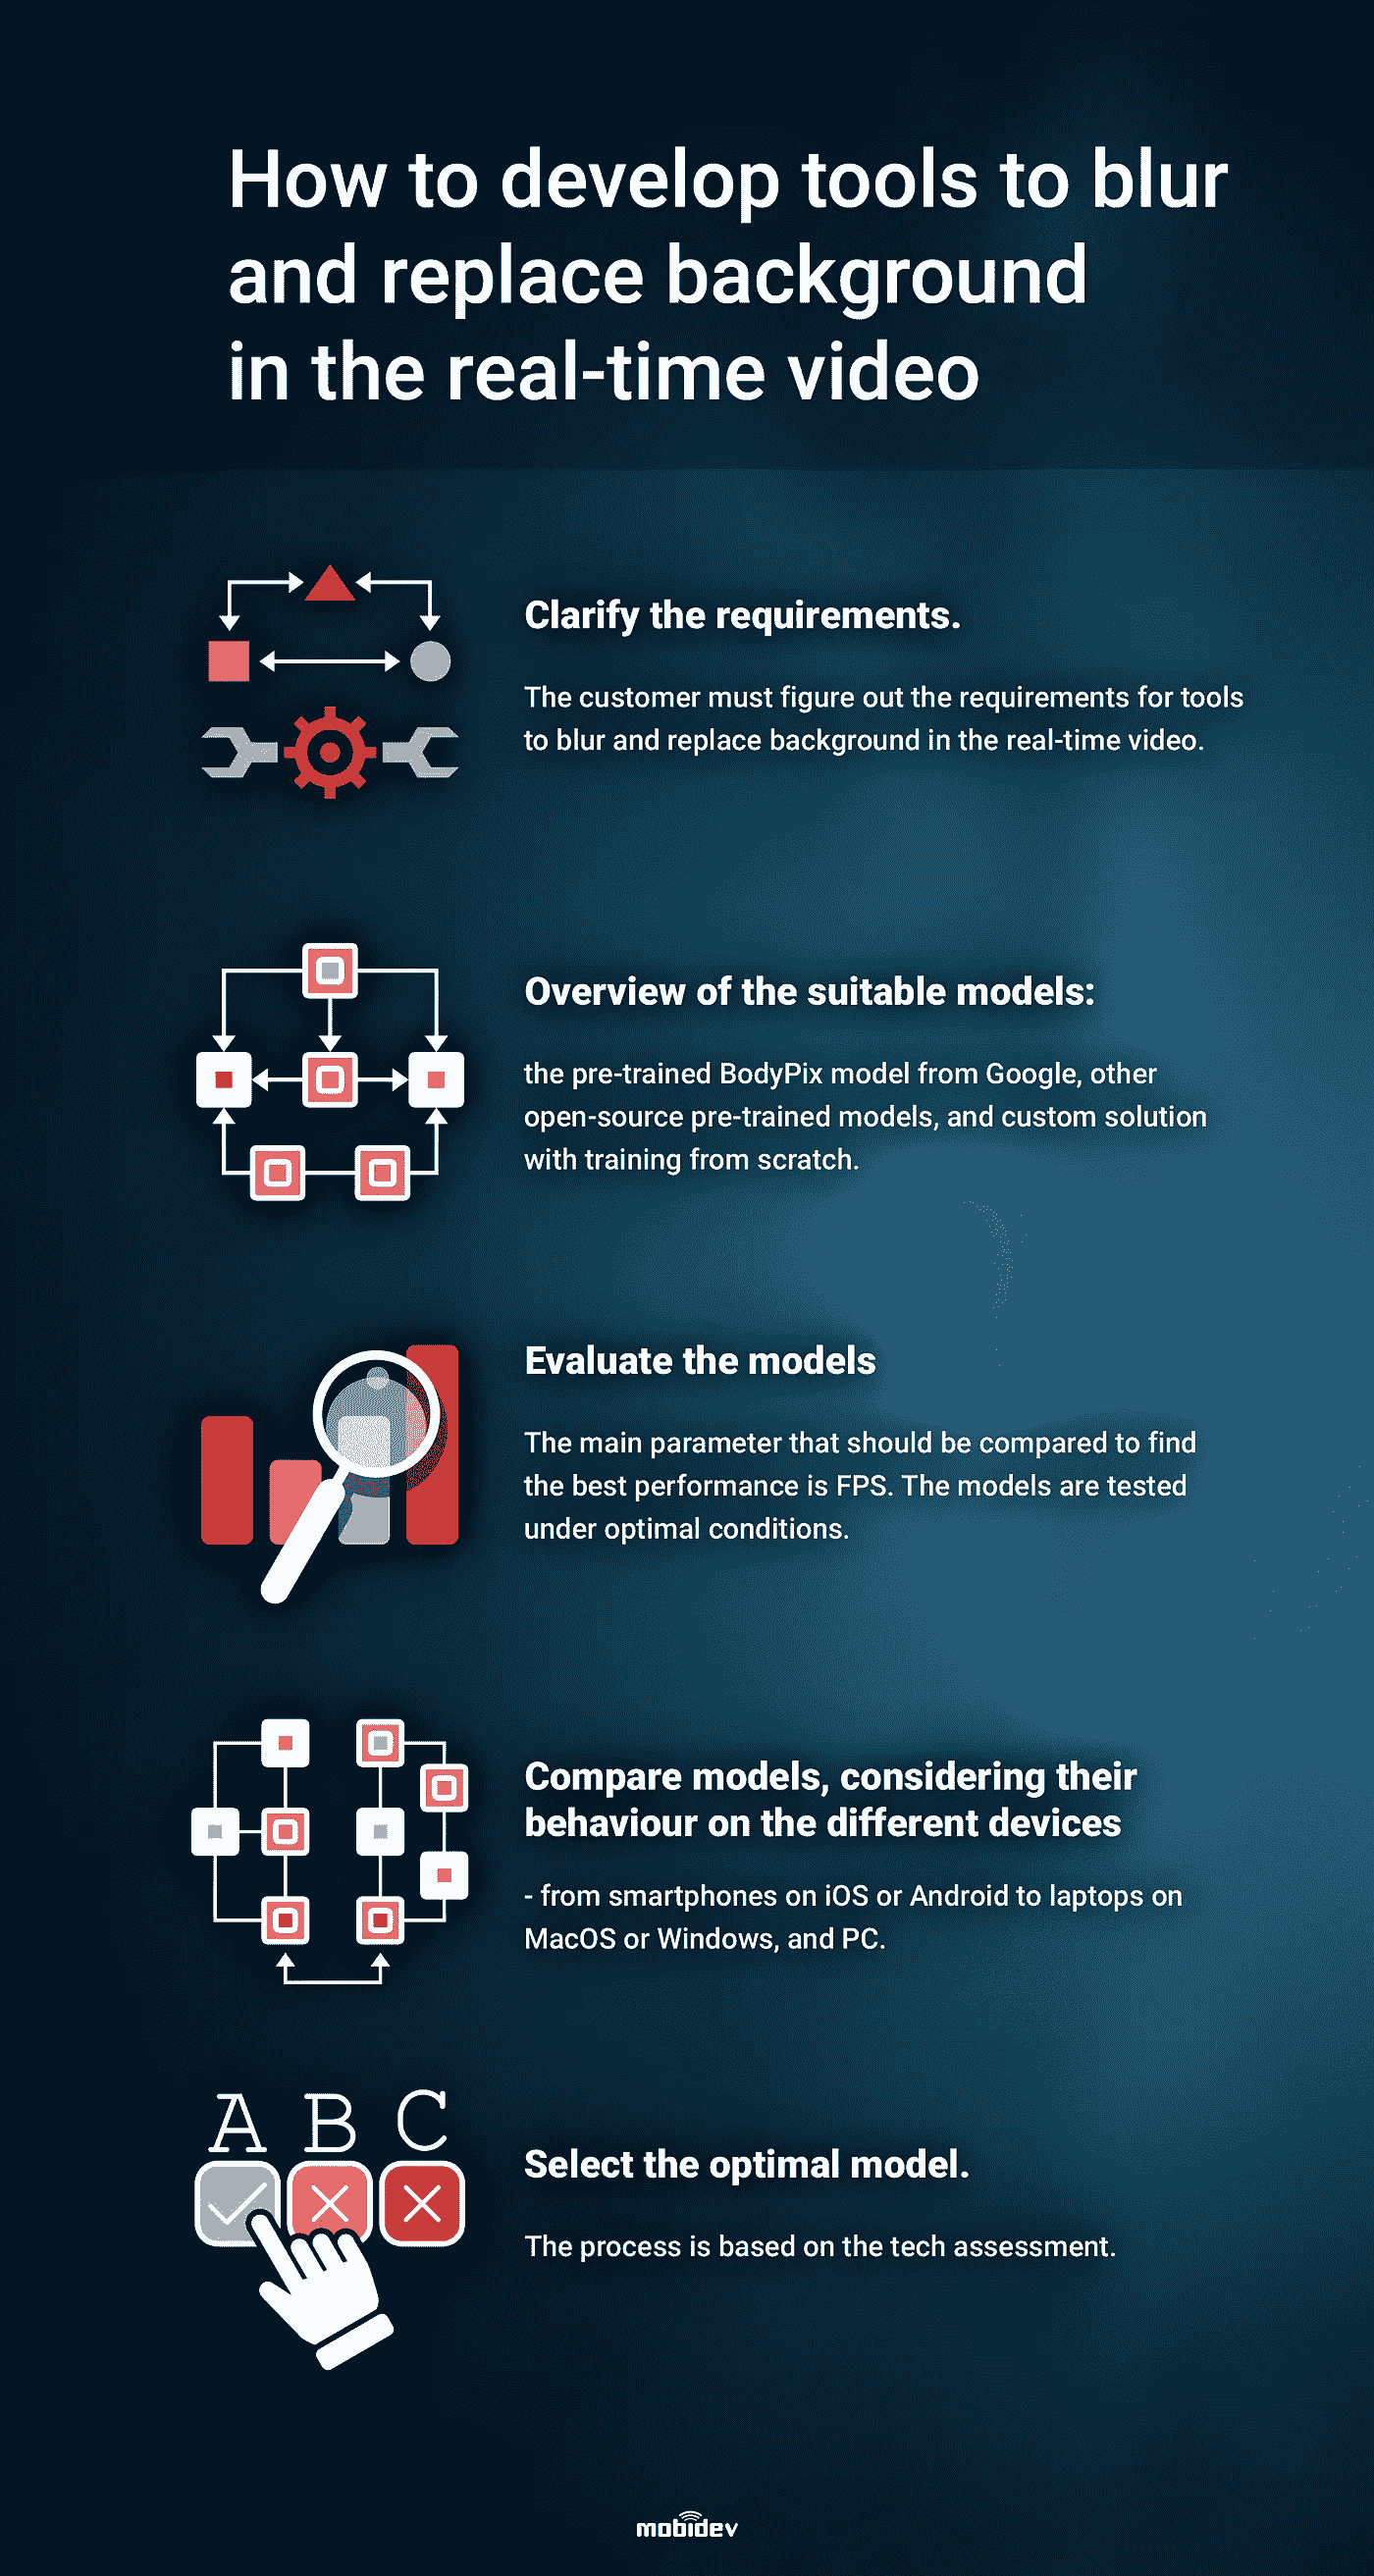 How to develop tools to blur
and replace background
in the real-time video
Clarify the requirements.
The customer must figure out the requirements for tools
to blur and replace background in the real-time video.
Overview of the suitable models:
the pre-trained BodyPix model from Google, other
open-source pre-trained models, and custom solution
with training from scratch.
Evaluate the models
The main parameter that should be compared to find
the best performance is FPS. The models are tested
under optimal conditions.
Compare models, considering their
behaviour on the different devices
- from smartphones on iOS or Android to laptops on
MacOS or Windows, and PC.
A B C
Select the optimal model.
The process is based on the tech assessment.
mobidev